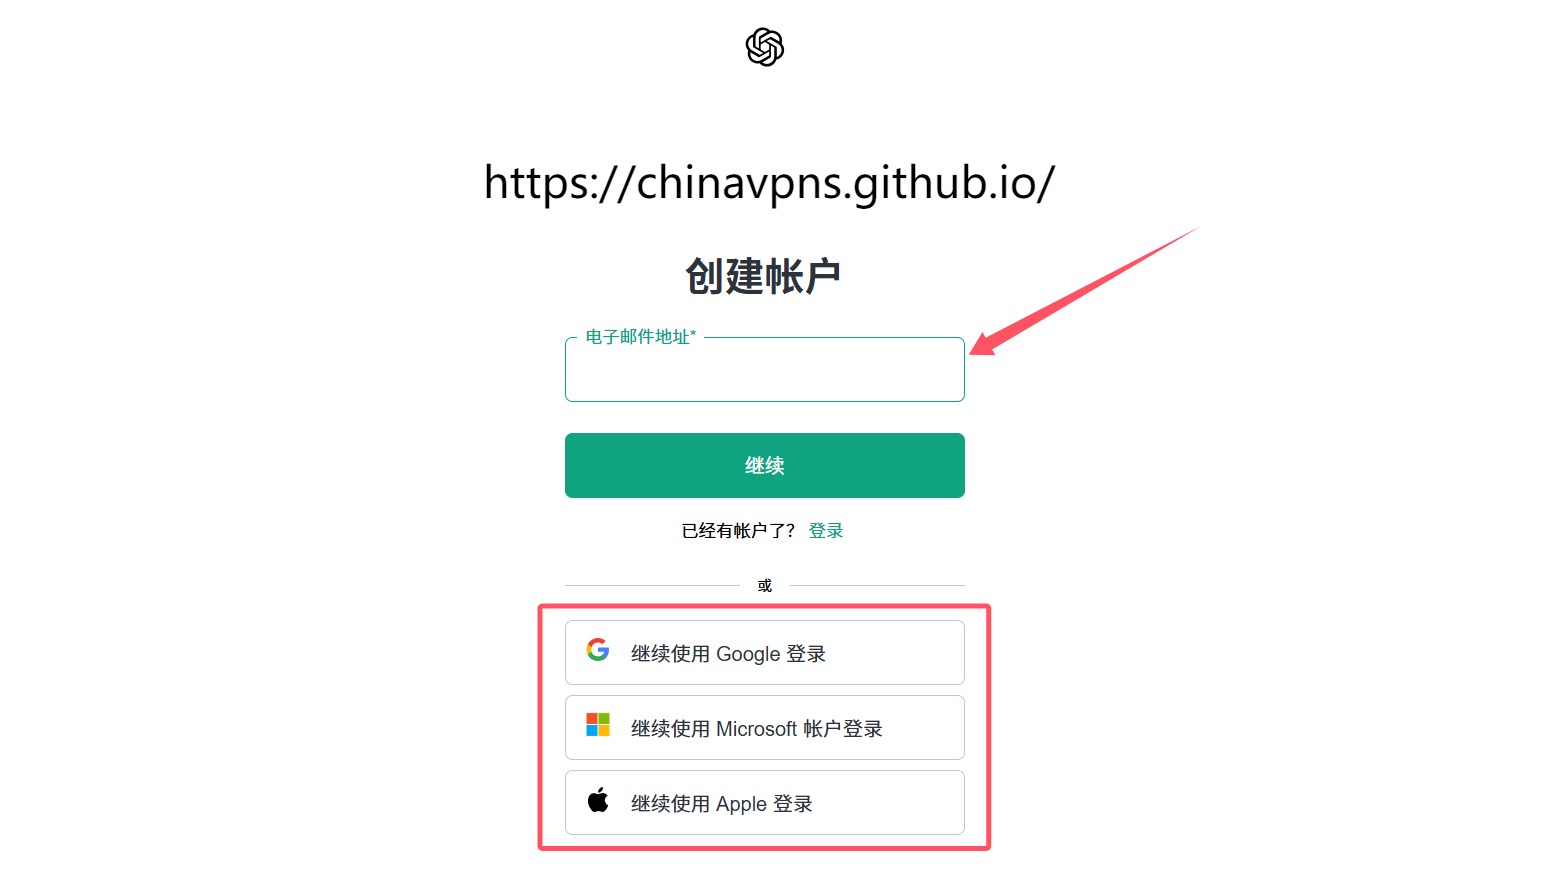 https://chinavpns.github.io/
创建帐户
电子邮件地址*
继续
已经有帐户了？ 登录
或
继续使用 Google 登录
继续使用 Microsoft 帐户登录
继续使用 Apple 登录